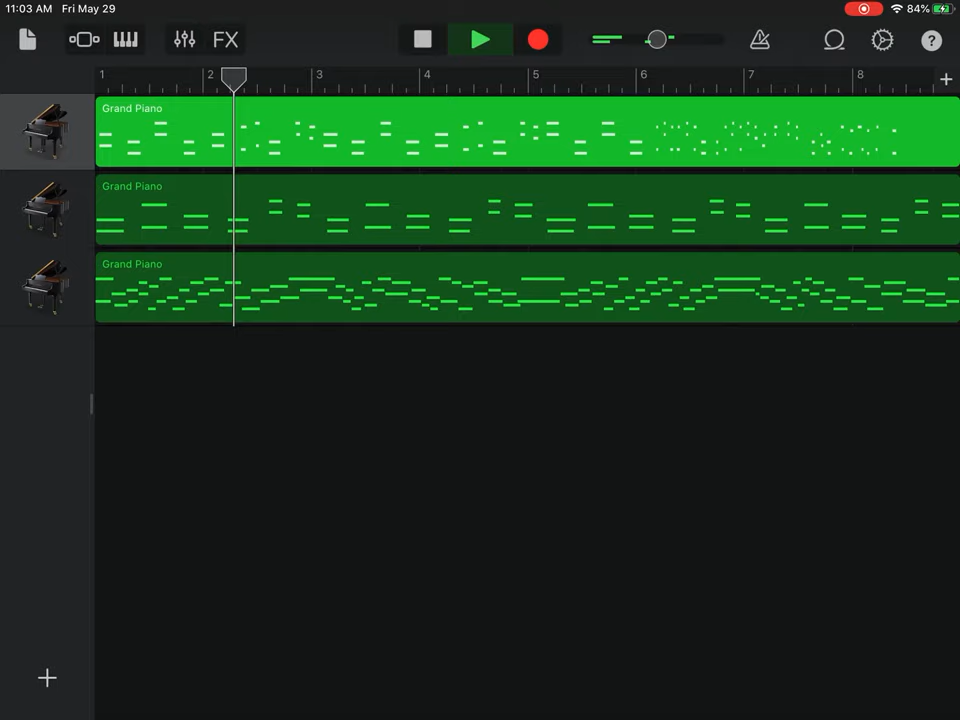 11:03 AM Fri May 29 84%
FX
1 2 3 4 5 6 7 8 +
Grand Piano
Grand Piano
Grand Piano